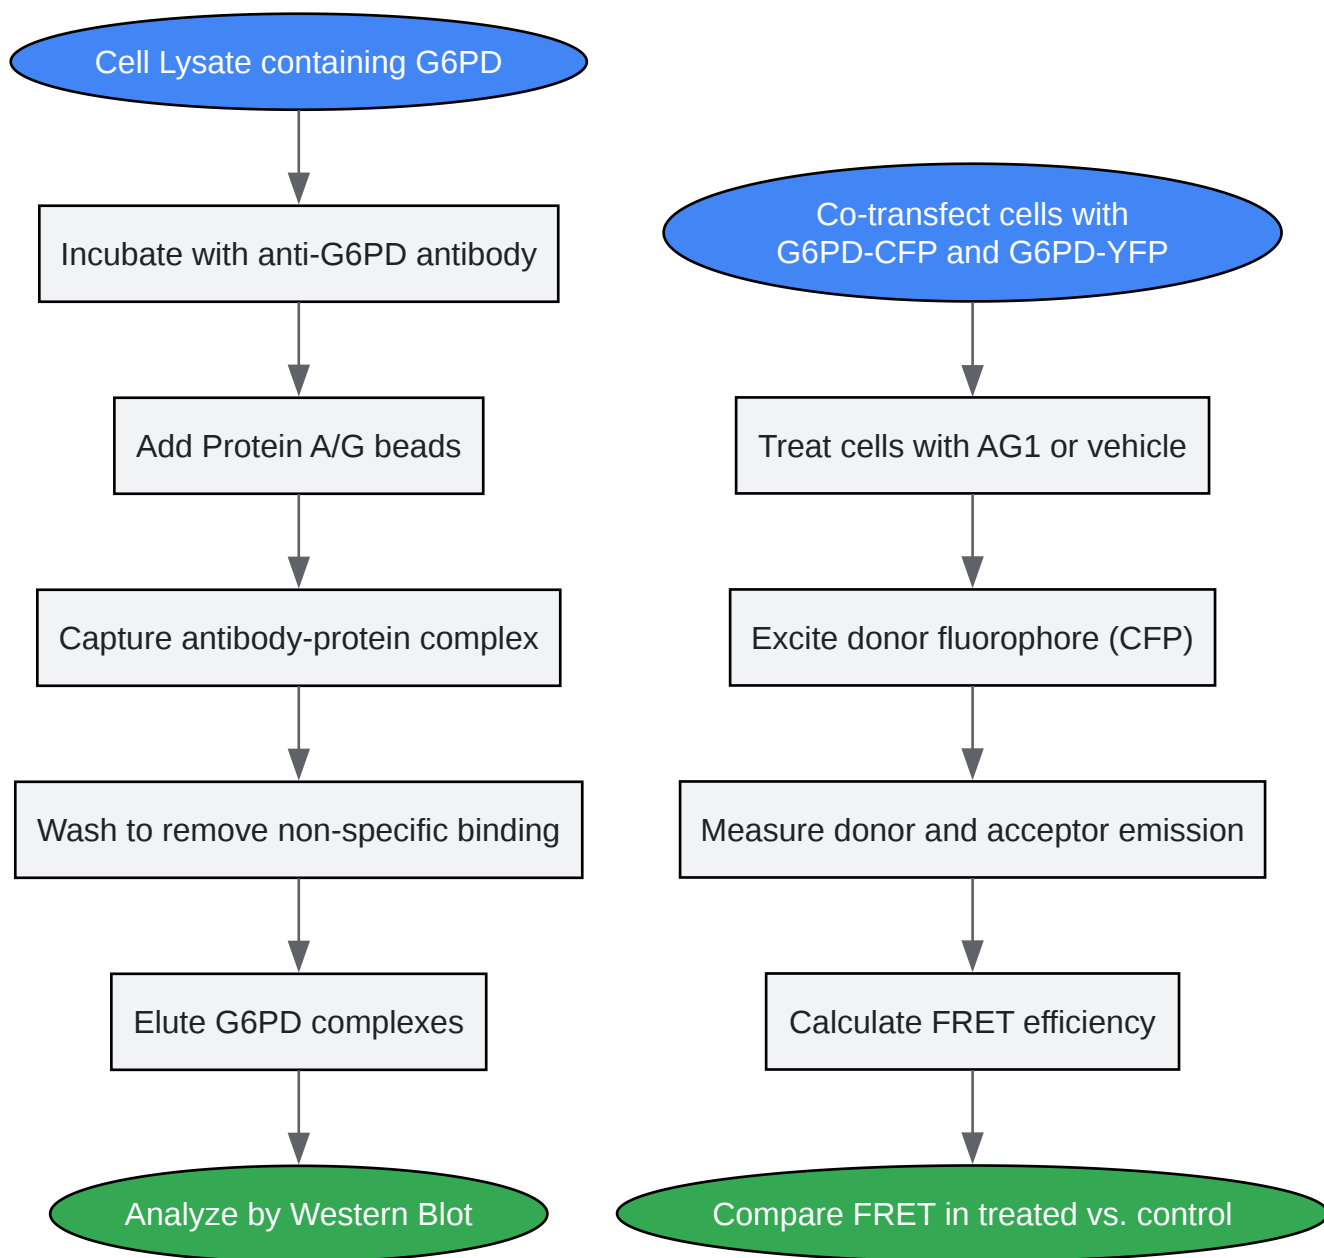 Cell Lysate containing G6PD
Incubate with anti-G6PD antibody
Add Protein A/G beads
Capture antibody-protein complex
Wash to remove non-specific binding
Elute G6PD complexes
Analyze by Western Blot
Co-transfect cells with
G6PD-CFP and G6PD-YFP
Treat cells with AG1 or vehicle
Excite donor fluorophore (CFP)
Measure donor and acceptor emission
Calculate FRET efficiency
Compare FRET in treated vs. control